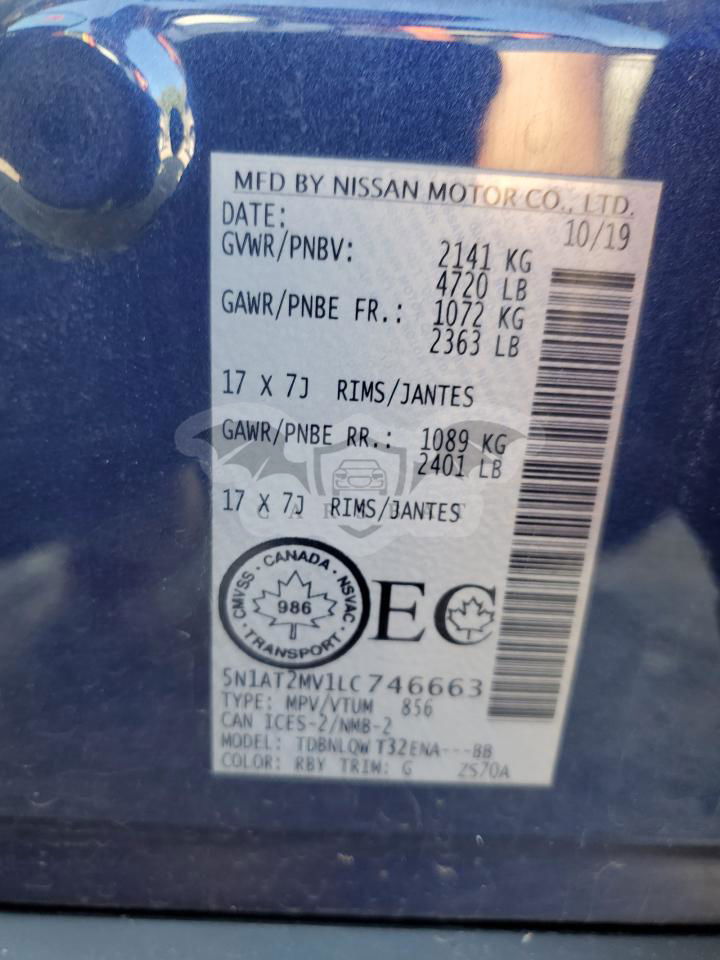 MFD BY NISSAN MOTOR CO., LTD.
DATE: 10/19
GVWR/PNBV: 2141 KG
4720 LB
GAWR/PNBE FR.: 1072 KG
2363 LB
17 X 7J RIMS/JANTES
GAWR/PNBE RR.: 1089 KG
2401 LB
17 X 7J RIMS/JANTES
CMVSS · CANADA · NSVAC
986
· TRANSPORT ·
EC
5N1AT2MV1LC746663
TYPE: MPV/VTUM 856
CAN ICES-2/NMB-2
MODEL: TDBNLQW T32ENA---BB
COLOR: RBY TRIM: G 2S70A